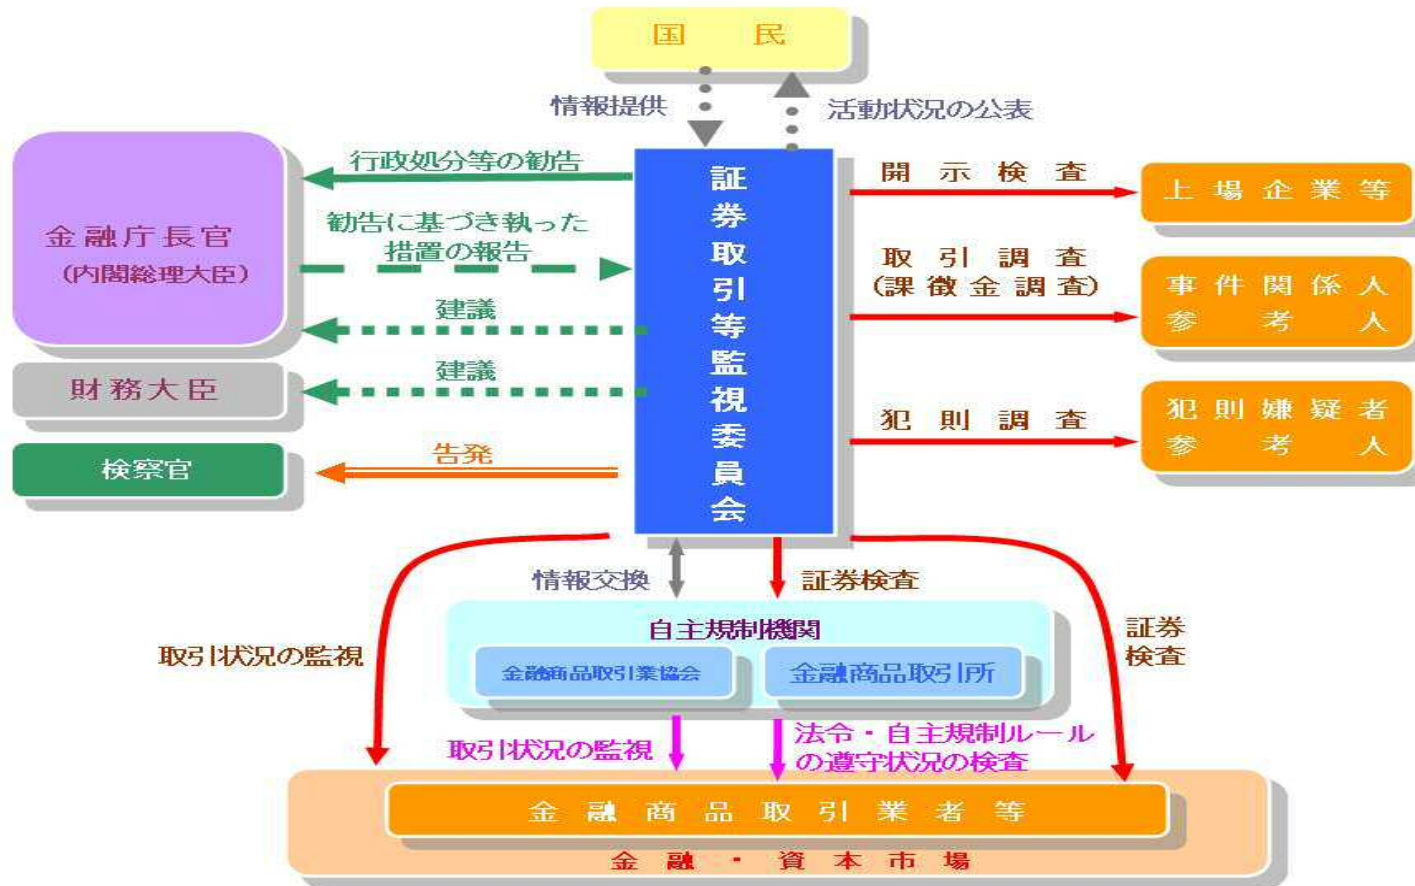 国民
情報提供
活動状況の公表
行政処分等の勧告
開示検査
上場企業等
証券取引等監視委員会
金融庁長官
(内閣総理大臣)
勧告に基づき執った
措置の報告
取引調査
(課徴金調査)
事件関係人
参考人
建議
財務大臣
建議
犯則調査
犯則嫌疑者
参考人
検察官
告発
情報交換
証券検査
取引状況の監視
自主規制機関
証券
検査
金融商品取引業協会
金融商品取引所
取引状況の監視
法令・自主規制ルール
の遵守状況の検査
金融商品取引業者等
金融・資本市場